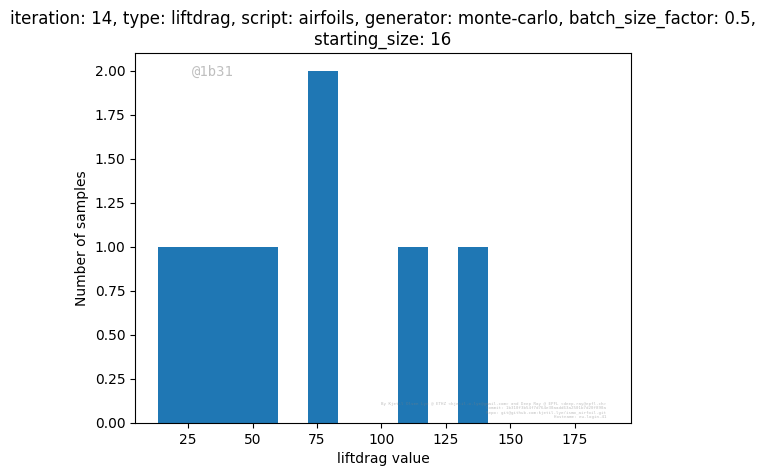 iteration: 14, type: liftdrag, script: airfoils, generator: monte-carlo, batch_size_factor: 0.5,
starting_size: 16
@1b31
2.00
1.75
1.50
1.25
1.00
0.75
0.50
0.25
0.00
Number of samples
25 50 75 100 125 150 175
liftdrag value